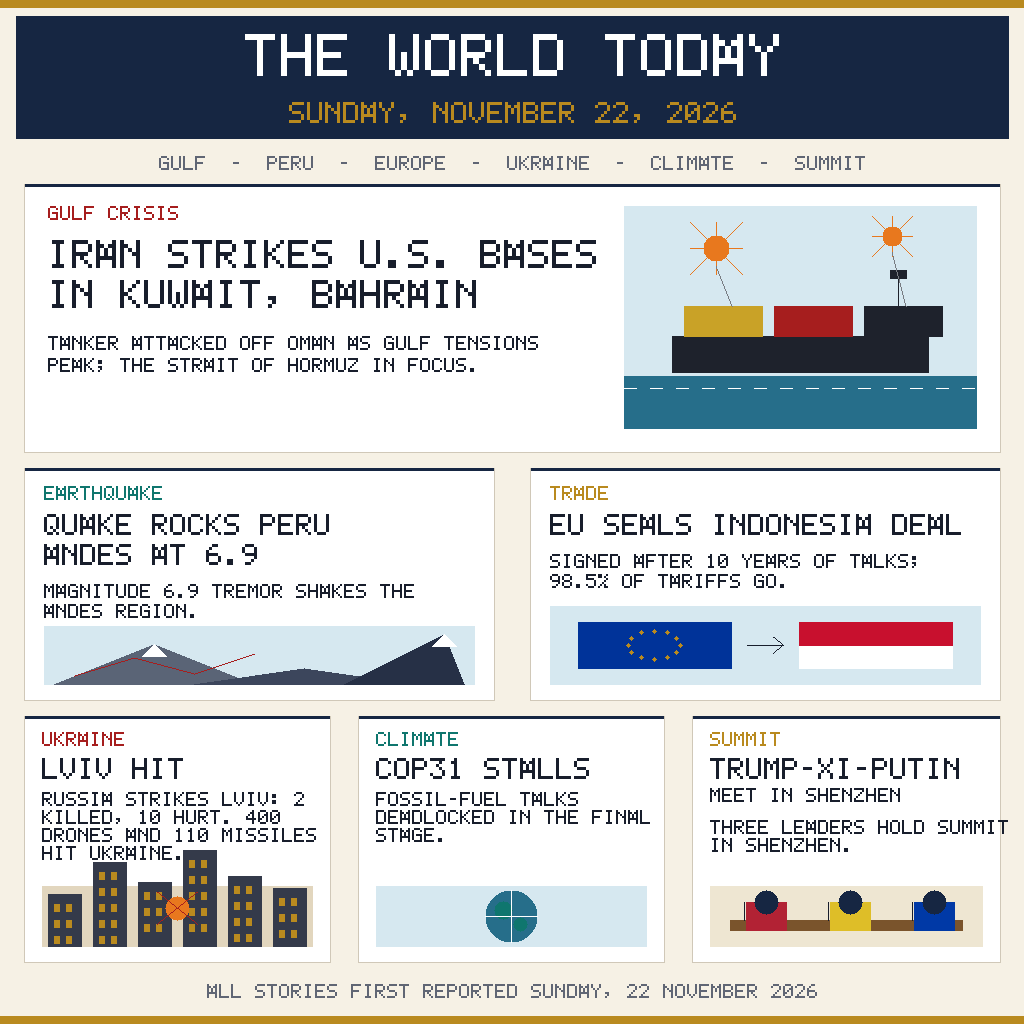 THE WORLD TODAY
SUNDAY, NOVEMBER 22, 2026
GULF - PERU - EUROPE - UKRAINE - CLIMATE - SUMMIT
GULF CRISIS
IRAN STRIKES U.S. BASES
IN KUWAIT, BAHRAIN
TANKER ATTACKED OFF OMAN AS GULF TENSIONS
PEAK; THE STRAIT OF HORMUZ IN FOCUS.
EARTHQUAKE
QUAKE ROCKS PERU
ANDES AT 6.9
MAGNITUDE 6.9 TREMOR SHAKES THE
ANDES REGION.
TRADE
EU SEALS INDONESIA DEAL
SIGNED AFTER 10 YEARS OF TALKS;
98.5% OF TARIFFS GO.
UKRAINE
LVIV HIT
RUSSIA STRIKES LVIV: 2
KILLED, 10 HURT. 400
DRONES AND 110 MISSILES
HIT UKRAINE.
CLIMATE
COP31 STALLS
FOSSIL-FUEL TALKS
DEADLOCKED IN THE FINAL
STAGE.
SUMMIT
TRUMP-XI-PUTIN
MEET IN SHENZHEN
THREE LEADERS HOLD SUMMIT
IN SHENZHEN.
ALL STORIES FIRST REPORTED SUNDAY, 22 NOVEMBER 2026